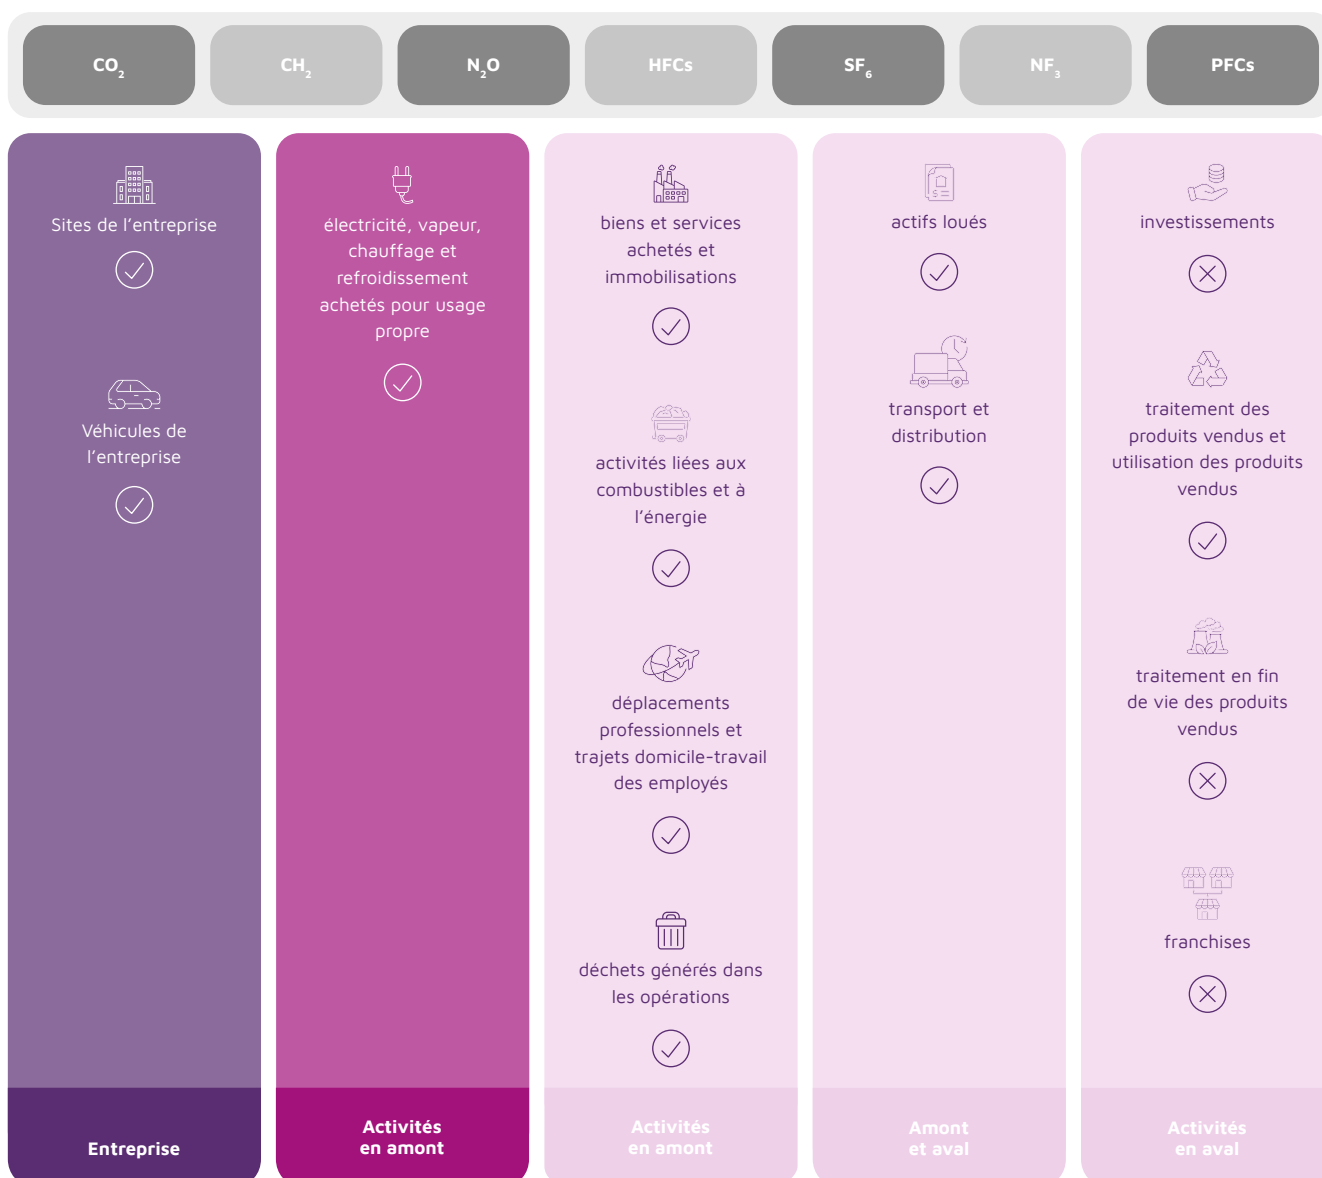 CO₂
CH₂
N₂O
HFCs
SF₆
NF₃
PFCs
Sites de l’entreprise
Véhicules de
l’entreprise
Entreprise
électricité, vapeur,
chauffage et
refroidissement
achetés pour usage
propre
Activités
en amont
biens et services
achetés et
immobilisations
activités liées aux
combustibles et à
l’énergie
déplacements
professionnels et
trajets domicile-travail
des employés
déchets générés dans
les opérations
Activités
en amont
actifs loués
transport et
distribution
Amont
et aval
investissements
traitement des
produits vendus et
utilisation des produits
vendus
traitement en fin
de vie des produits
vendus
franchises
Activités
en aval